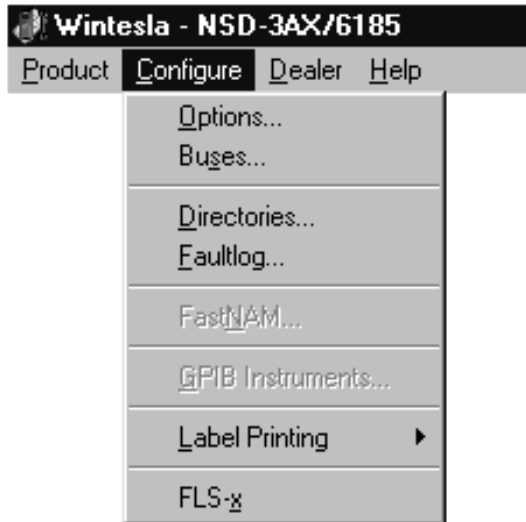 Wintesla - NSD-3AX/6185
Product Configure Dealer Help
Options...
Buses...
Directories...
Faultlog...
FastNAM...
GPIB Instruments...
Label Printing
FLS-x